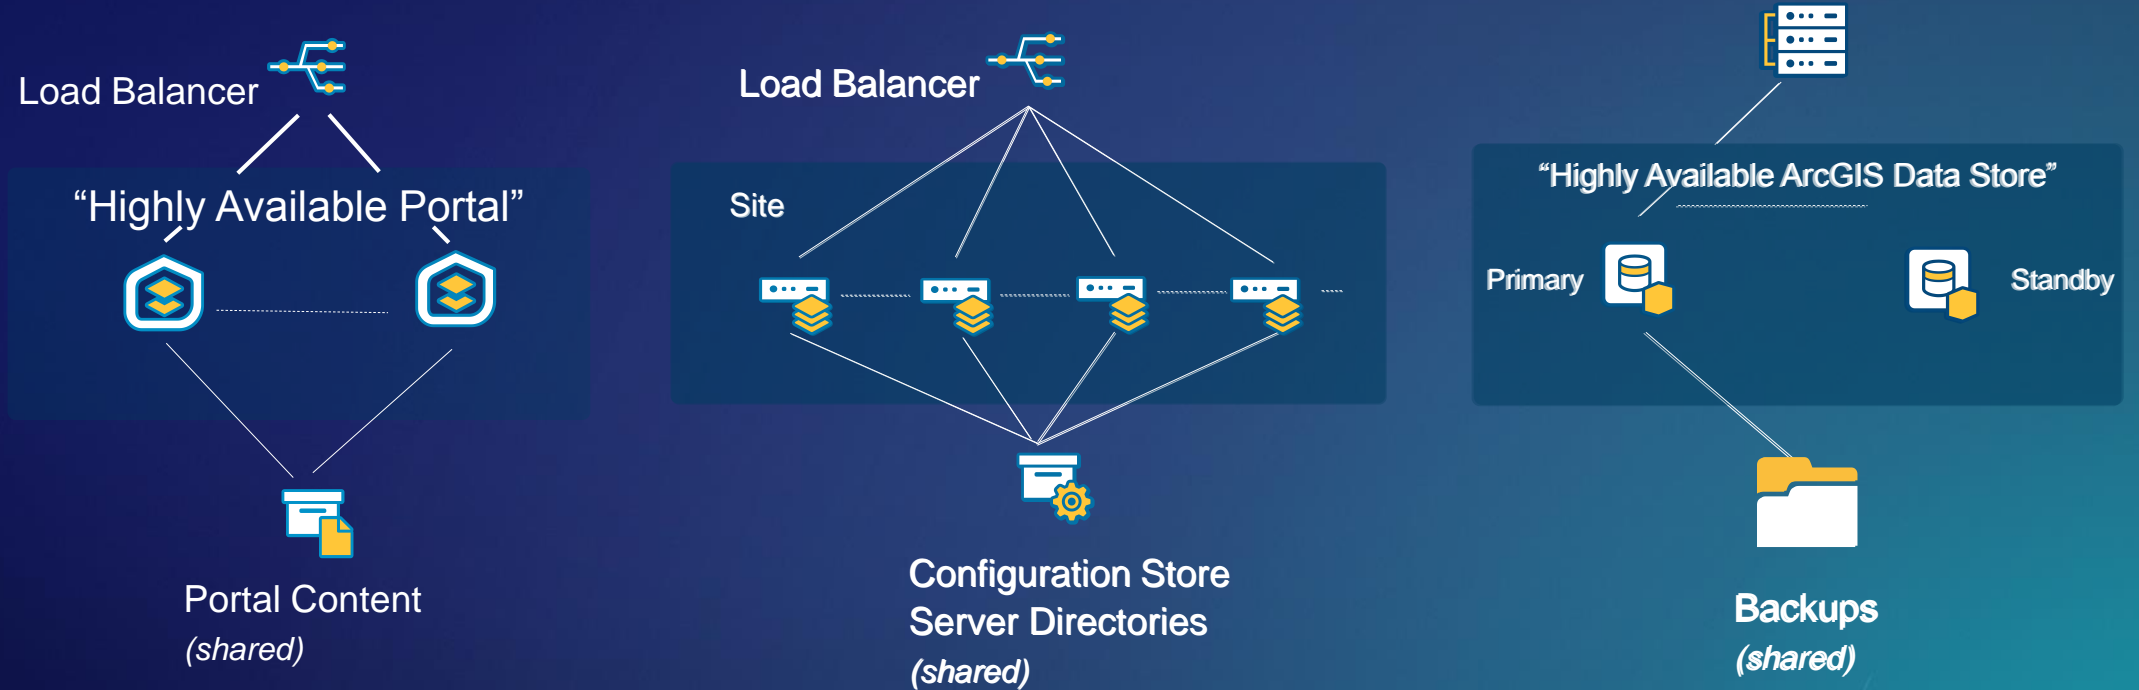 Load Balancer
“Highly Available Portal”
Portal Content
(shared)
Load Balancer
Site
Configuration Store
Server Directories
(shared)
“Highly Available ArcGIS Data Store”
Primary
Standby
Backups
(shared)